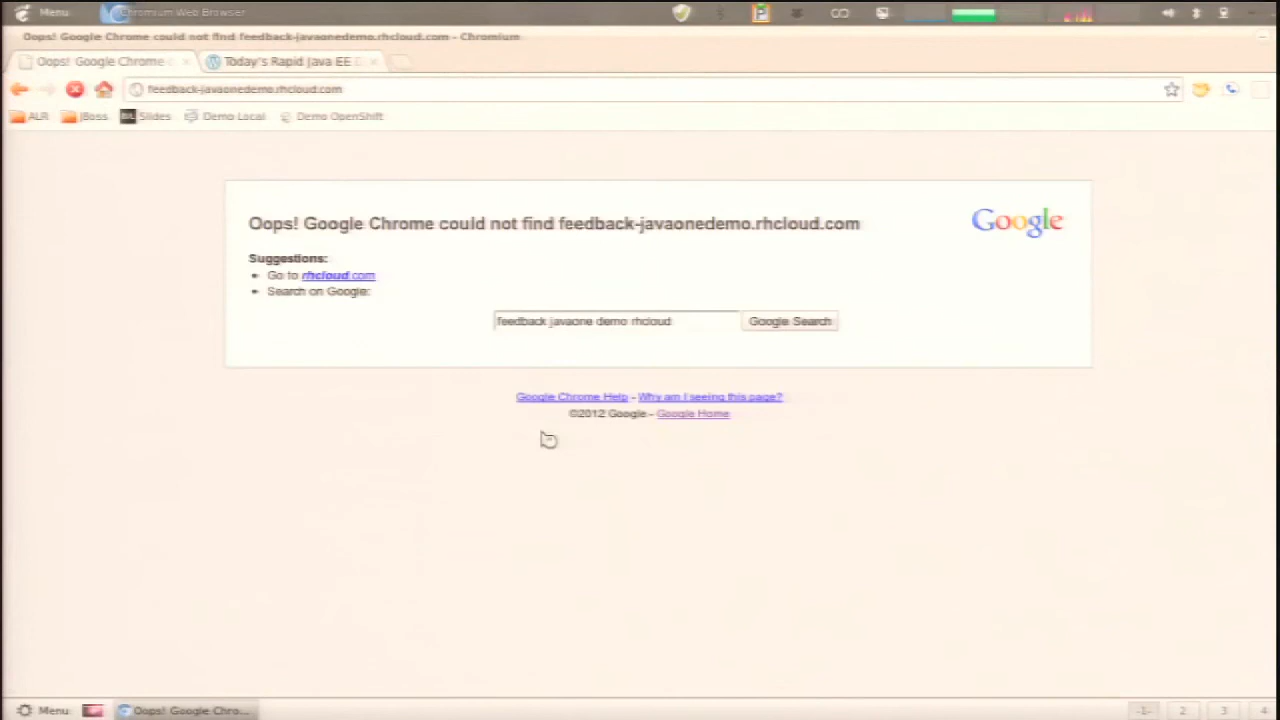 Menu Chromium Web Browser
Oops! Google Chrome could not find feedback-javaonedemo.rhcloud.com - Chromium
Oops! Google Chrome Today's Rapid Java EE D
feedback-javaonedemo.rhcloud.com
ALR JBoss Slides Demo Local Demo OpenShift
Oops! Google Chrome could not find feedback-javaonedemo.rhcloud.com
Google
Suggestions:
• Go to rhcloud.com
• Search on Google:
feedback javaone demo rhcloud Google Search
Google Chrome Help - Why am I seeing this page?
©2012 Google - Google Home
Menu Oops! Google Chro... -1- 2 3 4